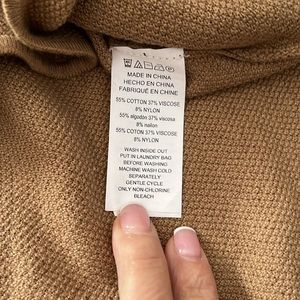 MADE IN CHINA
HECHO EN CHINA
FABRIQUÉ EN CHINE
55% COTTON 37% VISCOSE
8% NYLON
55% algodon 37% viscosa
8% nailon
55% COTTON 37% VISCOSE
8% NYLON
WASH INSIDE OUT
PUT IN LAUNDRY BAG
BEFORE WASHING
MACHINE WASH COLD
SEPARATELY
GENTLE CYCLE
ONLY NON-CHLORINE
BLEACH